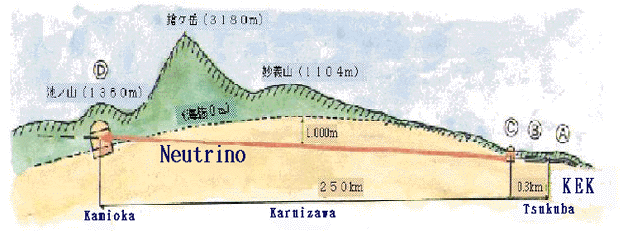 槍ケ岳(3180m)
Ⓓ
池ノ山(1360m)
妙義山(1104m)
(海抜0m)
1.000m
Ⓒ Ⓑ Ⓐ
Neutrino
250km
0.3km
KEK
Kamioka
Karuizawa
Tsukuba